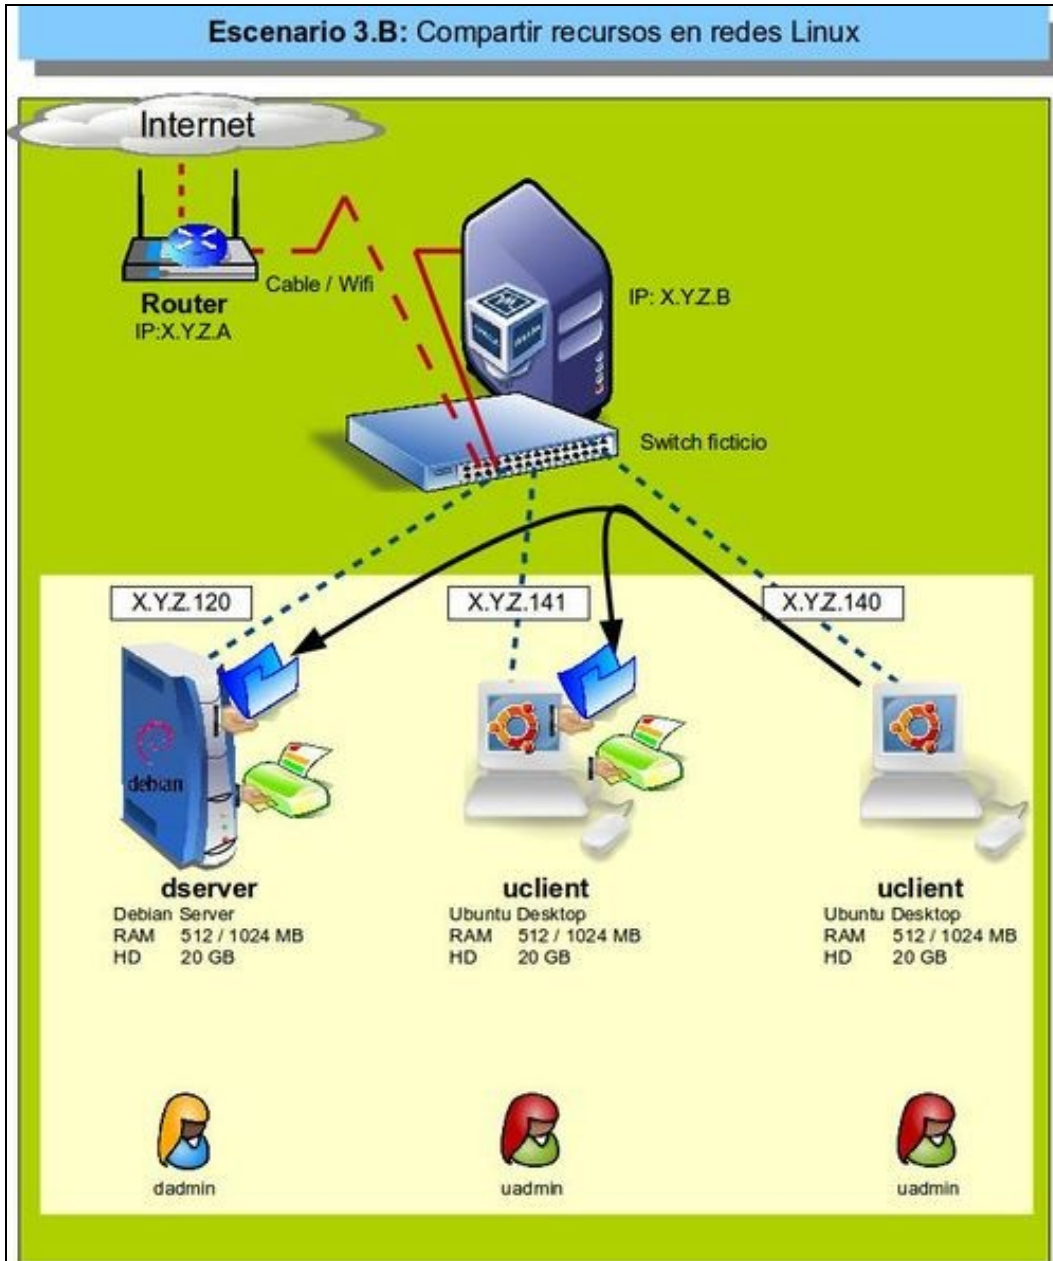 Escenario 3.B: Compartir recursos en redes Linux
Internet
Cable / Wifi
Router
IP:X.Y.Z.A
IP: X.Y.Z.B
Switch ficticio
X.Y.Z.120
X.Y.Z.141
X.Y.Z.140
debian
dserver
Debian Server
RAM 512 / 1024 MB
HD 20 GB
uclient
Ubuntu Desktop
RAM 512 / 1024 MB
HD 20 GB
uclient
Ubuntu Desktop
RAM 512 / 1024 MB
HD 20 GB
dadmin
uadmin
uadmin